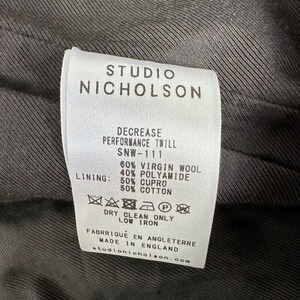 STUDIO
NICHOLSON
DECREASE
PERFORMANCE TWILL
SNW-111
60% VIRGIN WOOL
40% POLYAMIDE
LINING: 50% CUPRO
50% COTTON
DRY CLEAN ONLY
LOW IRON
FABRRIQUÉ EN ANGLETERRE
MADE IN ENGLAND
studionicholson.com